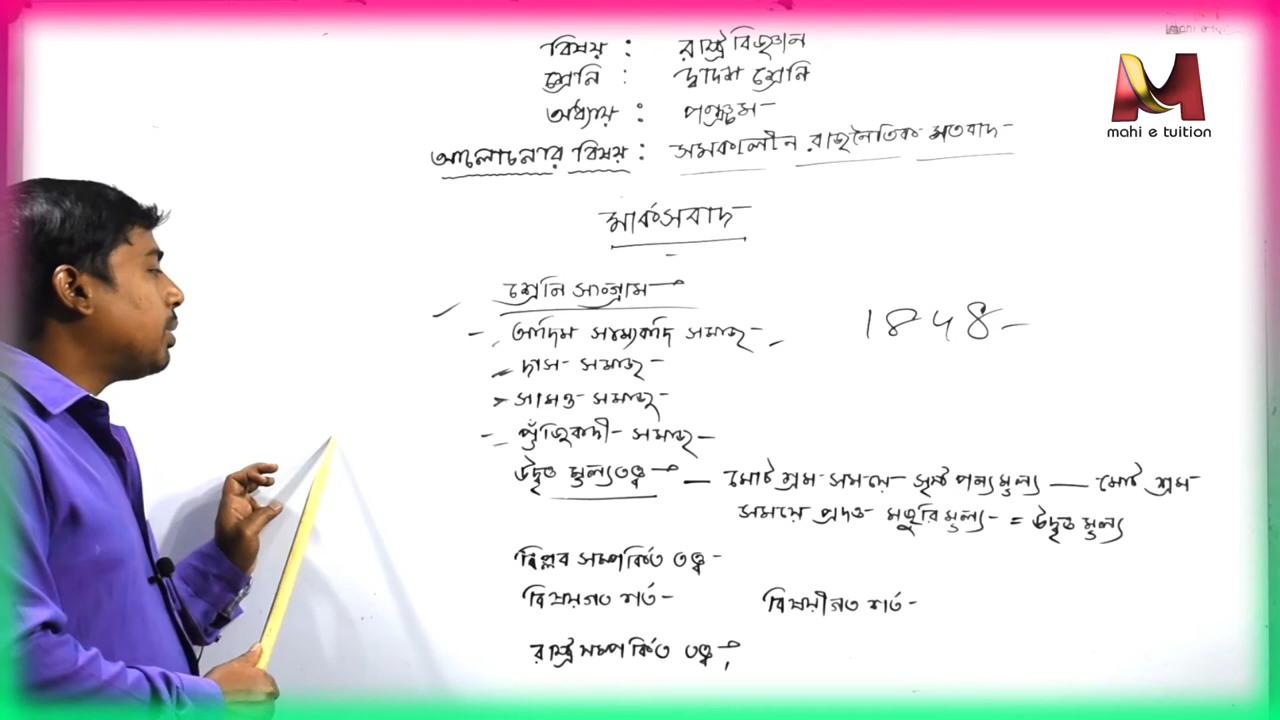 বিষয় : রাষ্ট্রবিজ্ঞান
শ্রেনি : দ্বাদশ শ্রেনি
অধ্যায় : পঞ্চম
আলোচনার বিষয় : সমকালীন রাজনৈতিক মতবাদ
mahi e tuition
মার্কসবাদ
শ্রেনি সংগ্রাম
আদিম সাম্যবাদি সমাজ
1848
দাস সমাজ
সামন্ত সমাজ
পুঁজিবাদী সমাজ
উদ্বৃত্ত মূল্যতত্ত্ব — মোট শ্রম সময়ে সৃষ্ট পন্যমূল্য — মোট শ্রম
সময়ে প্রদত্ত মজুরি মূল্য = উদ্বৃত্ত মূল্য
বিপ্লব সম্পর্কিত তত্ত্ব
বিষয়গত শর্ত বিষয়ীগত শর্ত
রাষ্ট্র সম্পর্কিত তত্ত্ব